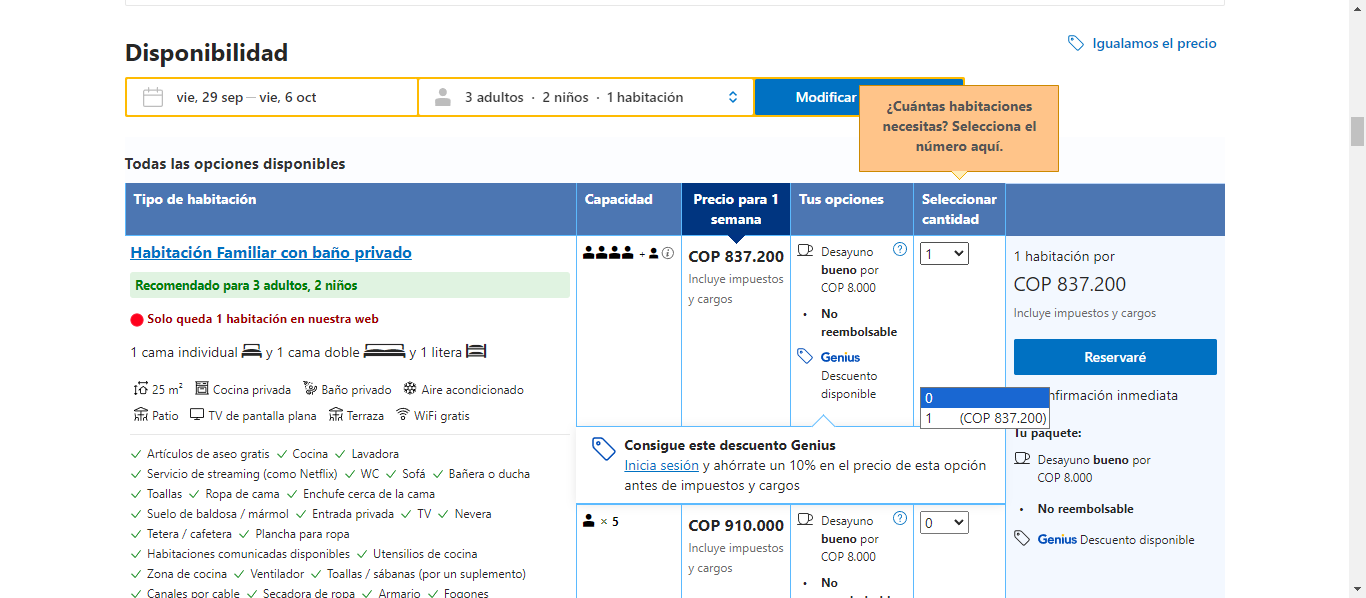 Disponibilidad
Igualamos el precio
vie, 29 sep — vie, 6 oct
3 adultos · 2 niños · 1 habitación
Modificar
¿Cuántas habitaciones
necesitas? Selecciona el
número aquí.
Todas las opciones disponibles
Tipo de habitación
Capacidad
Precio para 1
semana
Tus opciones
Seleccionar
cantidad
Habitación Familiar con baño privado
Recomendado para 3 adultos, 2 niños
Solo queda 1 habitación en nuestra web
1 cama individual y 1 cama doble y 1 litera
25 m² Cocina privada Baño privado Aire acondicionado
Patio TV de pantalla plana Terraza WiFi gratis
✓ Artículos de aseo gratis ✓ Cocina ✓ Lavadora
✓ Servicio de streaming (como Netflix) ✓ WC ✓ Sofá ✓ Bañera o ducha
✓ Toallas ✓ Ropa de cama ✓ Enchufe cerca de la cama
✓ Suelo de baldosa / mármol ✓ Entrada privada ✓ TV ✓ Nevera
✓ Tetera / cafetera ✓ Plancha para ropa
✓ Habitaciones comunicadas disponibles ✓ Utensilios de cocina
✓ Zona de cocina ✓ Ventilador ✓ Toallas / sábanas (por un suplemento)
✓ Canales por cable ✓ Secadora de ropa ✓ Armario ✓ Fogones
+
COP 837.200
Incluye impuestos
y cargos
Desayuno
bueno por
COP 8.000
?
• No
reembolsable
Genius
Descuento
disponible
1
0
1 (COP 837.200)
1 habitación por
COP 837.200
Incluye impuestos y cargos
Reservaré
nfirmación inmediata
Tu paquete:
Desayuno bueno por
COP 8.000
• No reembolsable
Genius Descuento disponible
Consigue este descuento Genius
Inicia sesión y ahórrate un 10% en el precio de esta opción
antes de impuestos y cargos
× 5
COP 910.000
Incluye impuestos
y cargos
Desayuno
bueno por
COP 8.000
?
• No
0